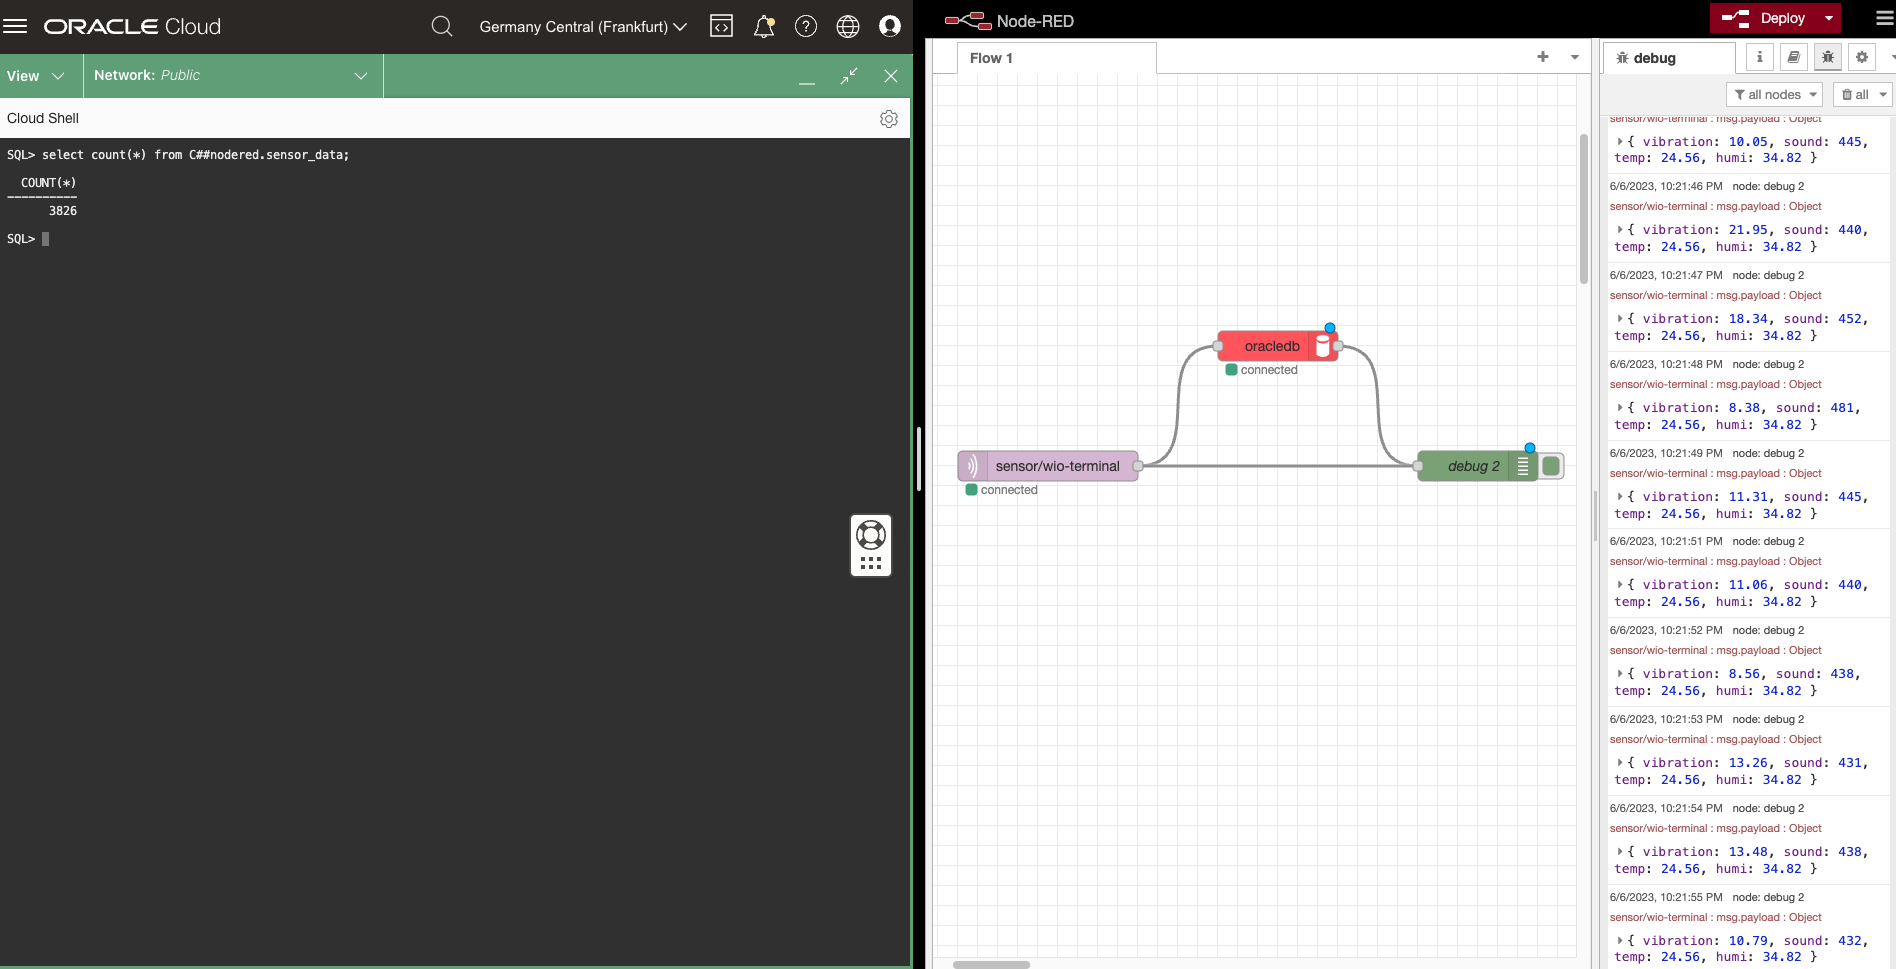 ORACLE Cloud
Germany Central (Frankfurt)
View
Network: Public
Cloud Shell
SQL> select count(*) from C##nodered.sensor_data;
COUNT(*)
----------
3826
SQL>
Node-RED
Deploy
Flow 1
oracledb
connected
sensor/wio-terminal
connected
debug 2
debug
i
all nodes
all
sensor/wio-terminal : msg.payload : Object
{ vibration: 10.05, sound: 445,
temp: 24.56, humi: 34.82 }
6/6/2023, 10:21:46 PM node: debug 2
sensor/wio-terminal : msg.payload : Object
{ vibration: 21.95, sound: 440,
temp: 24.56, humi: 34.82 }
6/6/2023, 10:21:47 PM node: debug 2
sensor/wio-terminal : msg.payload : Object
{ vibration: 18.34, sound: 452,
temp: 24.56, humi: 34.82 }
6/6/2023, 10:21:48 PM node: debug 2
sensor/wio-terminal : msg.payload : Object
{ vibration: 8.38, sound: 481,
temp: 24.56, humi: 34.82 }
6/6/2023, 10:21:49 PM node: debug 2
sensor/wio-terminal : msg.payload : Object
{ vibration: 11.31, sound: 445,
temp: 24.56, humi: 34.82 }
6/6/2023, 10:21:51 PM node: debug 2
sensor/wio-terminal : msg.payload : Object
{ vibration: 11.06, sound: 440,
temp: 24.56, humi: 34.82 }
6/6/2023, 10:21:52 PM node: debug 2
sensor/wio-terminal : msg.payload : Object
{ vibration: 8.56, sound: 438,
temp: 24.56, humi: 34.82 }
6/6/2023, 10:21:53 PM node: debug 2
sensor/wio-terminal : msg.payload : Object
{ vibration: 13.26, sound: 431,
temp: 24.56, humi: 34.82 }
6/6/2023, 10:21:54 PM node: debug 2
sensor/wio-terminal : msg.payload : Object
{ vibration: 13.48, sound: 438,
temp: 24.56, humi: 34.82 }
6/6/2023, 10:21:55 PM node: debug 2
sensor/wio-terminal : msg.payload : Object
{ vibration: 10.79, sound: 432,
temp: 24.56, humi: 34.82 }